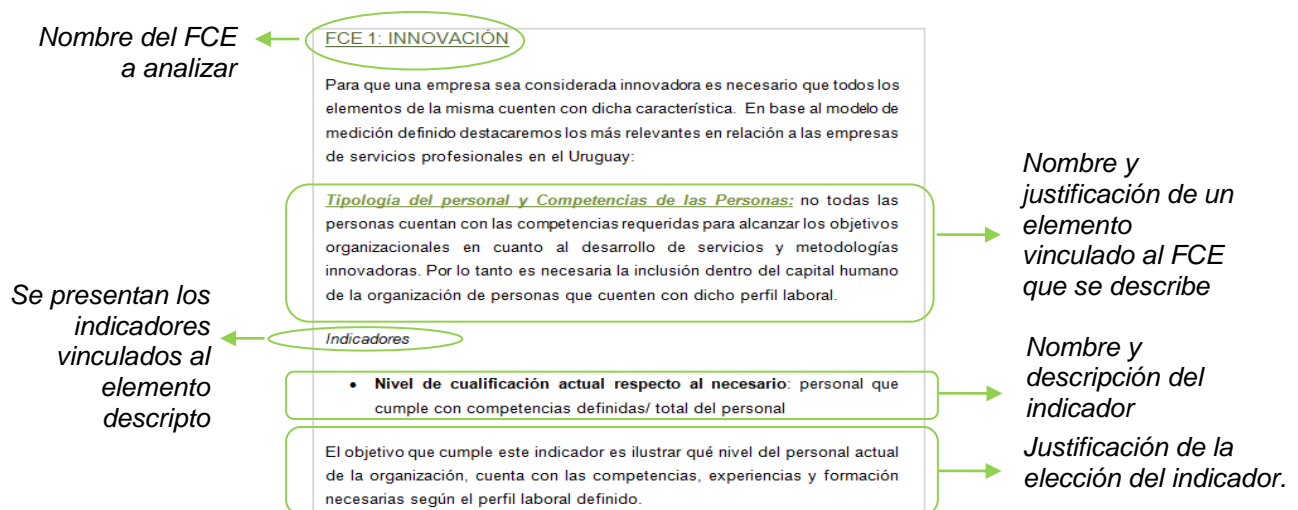 Nombre del FCE
a analizar
FCE 1: INNOVACIÓN
Para que una empresa sea considerada innovadora es necesario que todos los
elementos de la misma cuenten con dicha característica. En base al modelo de
medición definido destacaremos los más relevantes en relación a las empresas
de servicios profesionales en el Uruguay:
Tipología del personal y Competencias de las Personas: no todas las
personas cuentan con las competencias requeridas para alcanzar los objetivos
organizacionales en cuanto al desarrollo de servicios y metodologías
innovadoras. Por lo tanto es necesaria la inclusión dentro del capital humano
de la organización de personas que cuenten con dicho perfil laboral.
Nombre y
justificación de un
elemento
vinculado al FCE
que se describe
Se presentan los
indicadores
vinculados al
elemento
descripto
Indicadores
• Nivel de cualificación actual respecto al necesario: personal que
cumple con competencias definidas/ total del personal
Nombre y
descripción del
indicador
El objetivo que cumple este indicador es ilustrar qué nivel del personal actual
de la organización, cuenta con las competencias, experiencias y formación
necesarias según el perfil laboral definido.
Justificación de la
elección del indicador.